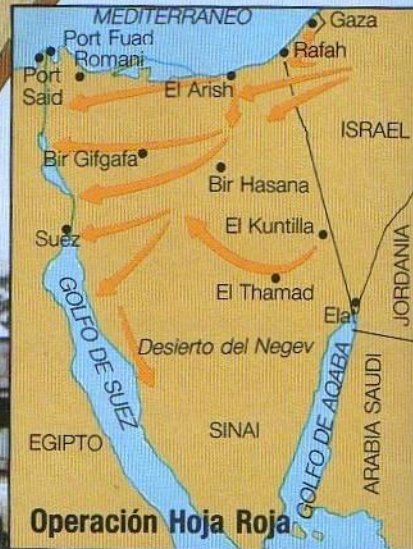 MEDITERRANEO
Gaza
Port Fuad
Rafah
Romani
Port
Said
El Arish
ISRAEL
Bir Gifgafa
Bir Hasana
Suez
El Kuntilla
El Thamad
Ela
JORDANIA
GOLFO DE SUEZ
Desierto del Negev
GOLFO DE AQABA
ARABIA SAUDI
EGIPTO
SINAI
Operación Hoja Roja